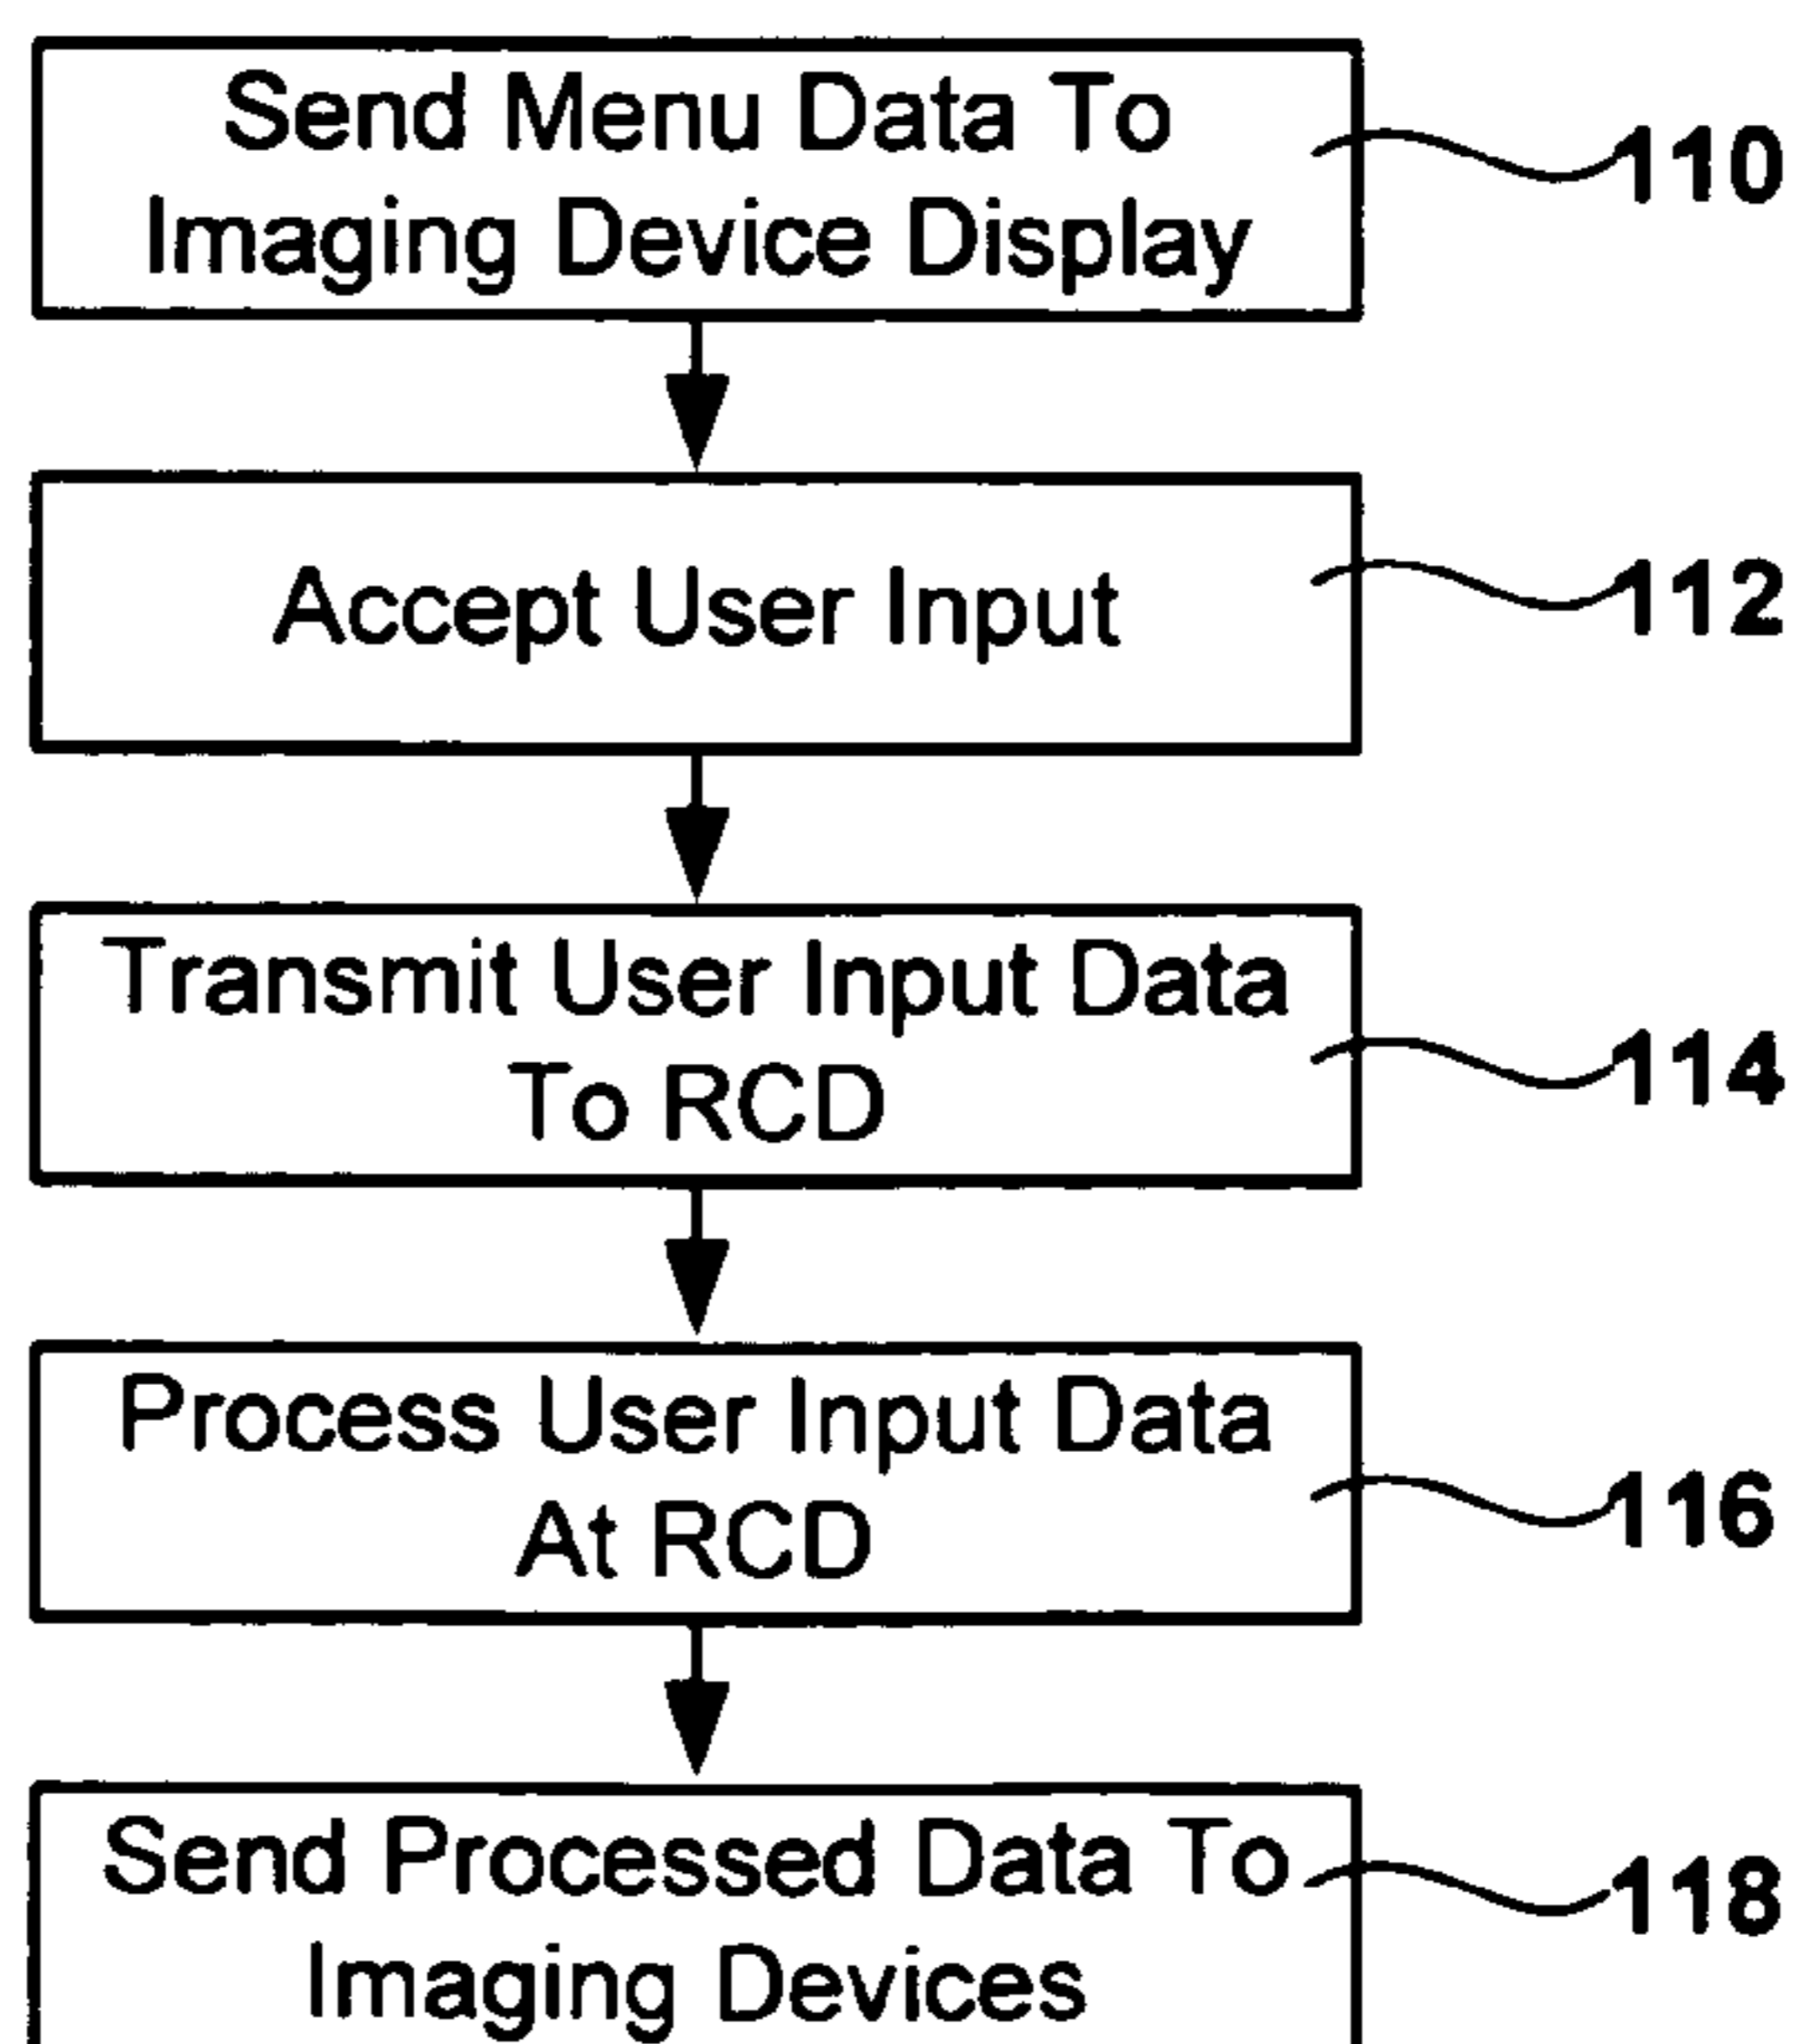 Send Menu Data To
Imaging Device Display
110
Accept User Input
112
Transmit User Input Data
To RCD
114
Process User Input Data
At RCD
116
Send Processed Data To
Imaging Devices
118